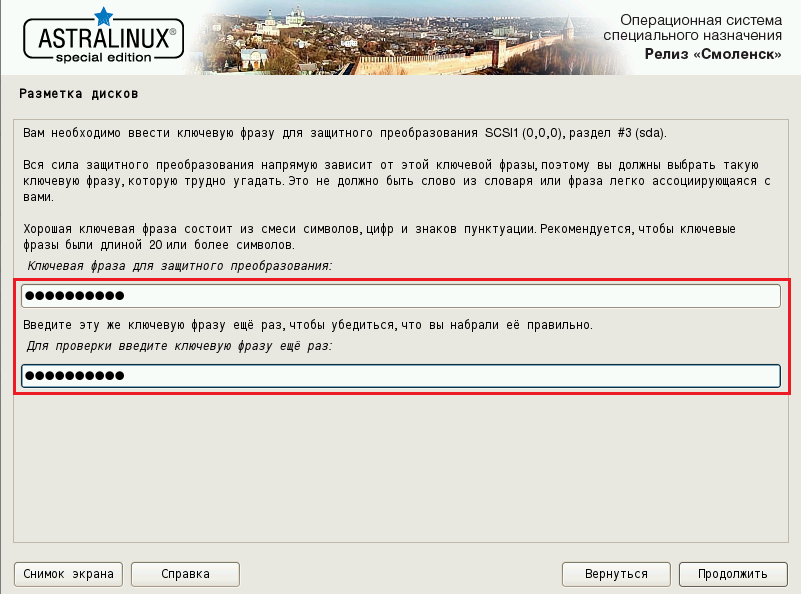 ASTRALINUX®
special edition
Операционная система
специального назначения
Релиз «Смоленск»
Разметка дисков
Вам необходимо ввести ключевую фразу для защитного преобразования SCSI1 (0,0,0), раздел #3 (sda).
Вся сила защитного преобразования напрямую зависит от этой ключевой фразы, поэтому вы должны выбрать такую
ключевую фразу, которую трудно угадать. Это не должно быть слово из словаря или фраза легко ассоциирующаяся с
вами.
Хорошая ключевая фраза состоит из смеси символов, цифр и знаков пунктуации. Рекомендуется, чтобы ключевые
фразы были длиной 20 или более символов.
Ключевая фраза для защитного преобразования:
●●●●●●●●●●
Введите эту же ключевую фразу ещё раз, чтобы убедиться, что вы набрали её правильно.
Для проверки введите ключевую фразу ещё раз:
●●●●●●●●●●
Снимок экрана
Справка
Вернуться
Продолжить